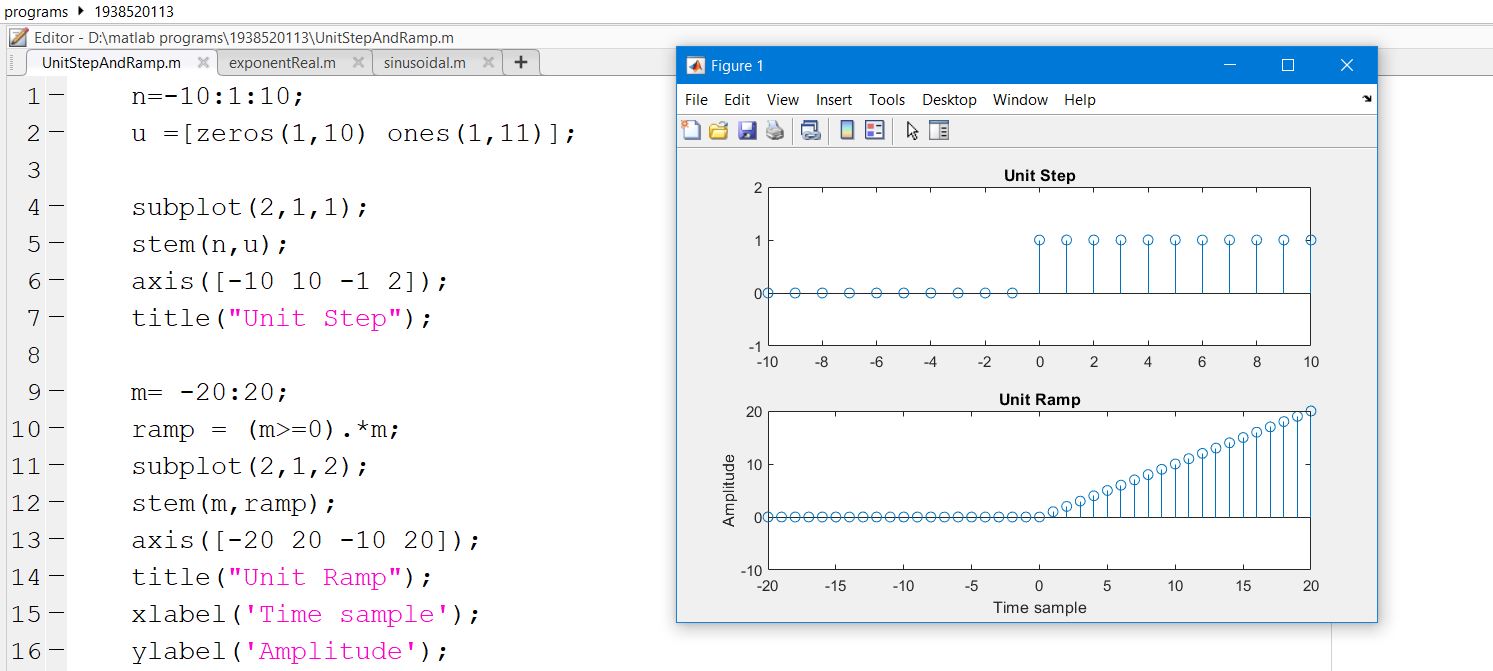 programs 1938520113
Editor - D:\matlab programs\1938520113\UnitStepAndRamp.m
UnitStepAndRamp.m exponentReal.m sinusoidal.m
1 n=-10:1:10;
2 u =[zeros(1,10) ones(1,11)];
3
4 subplot(2,1,1);
5 stem(n,u);
6 axis([-10 10 -1 2]);
7 title("Unit Step");
8
9 m= -20:20;
10 ramp = (m>=0).*m;
11 subplot(2,1,2);
12 stem(m,ramp);
13 axis([-20 20 -10 20]);
14 title("Unit Ramp");
15 xlabel('Time sample');
16 ylabel('Amplitude');
Figure 1
File Edit View Insert Tools Desktop Window Help
Unit Step
2
1
0
-1
-10 -8 -6 -4 -2 0 2 4 6 8 10
Unit Ramp
Amplitude
20
10
0
-10
-20 -15 -10 -5 0 5 10 15 20
Time sample